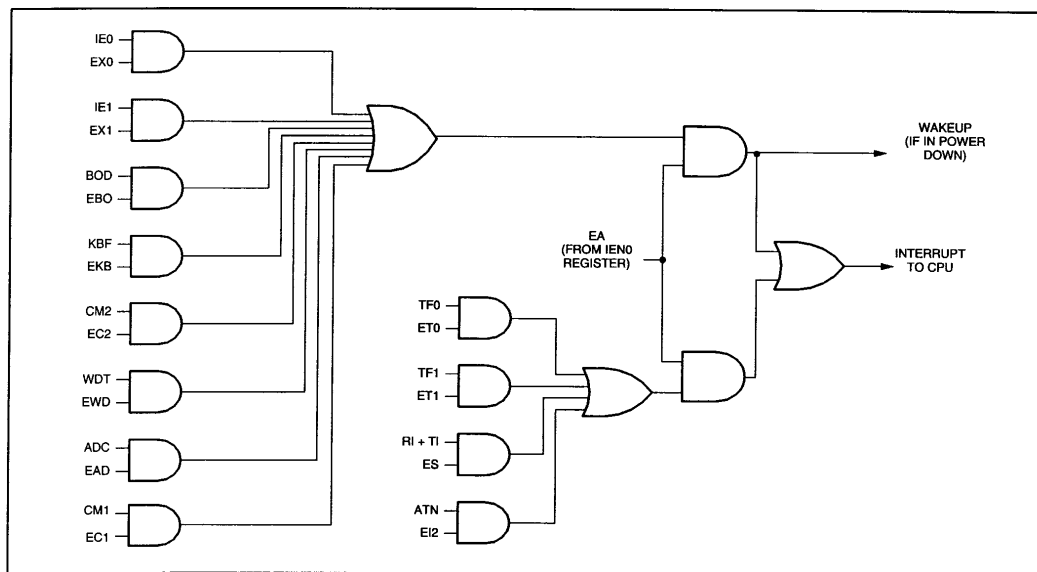 IE0
EX0
IE1
EX1
BOD
EBO
KBF
EKB
CM2
EC2
WDT
EWD
ADC
EAD
CM1
EC1
EA
(FROM IEN0
REGISTER)
TF0
ET0
TF1
ET1
RI + TI
ES
ATN
EI2
WAKEUP
(IF IN POWER
DOWN)
INTERRUPT
TO CPU